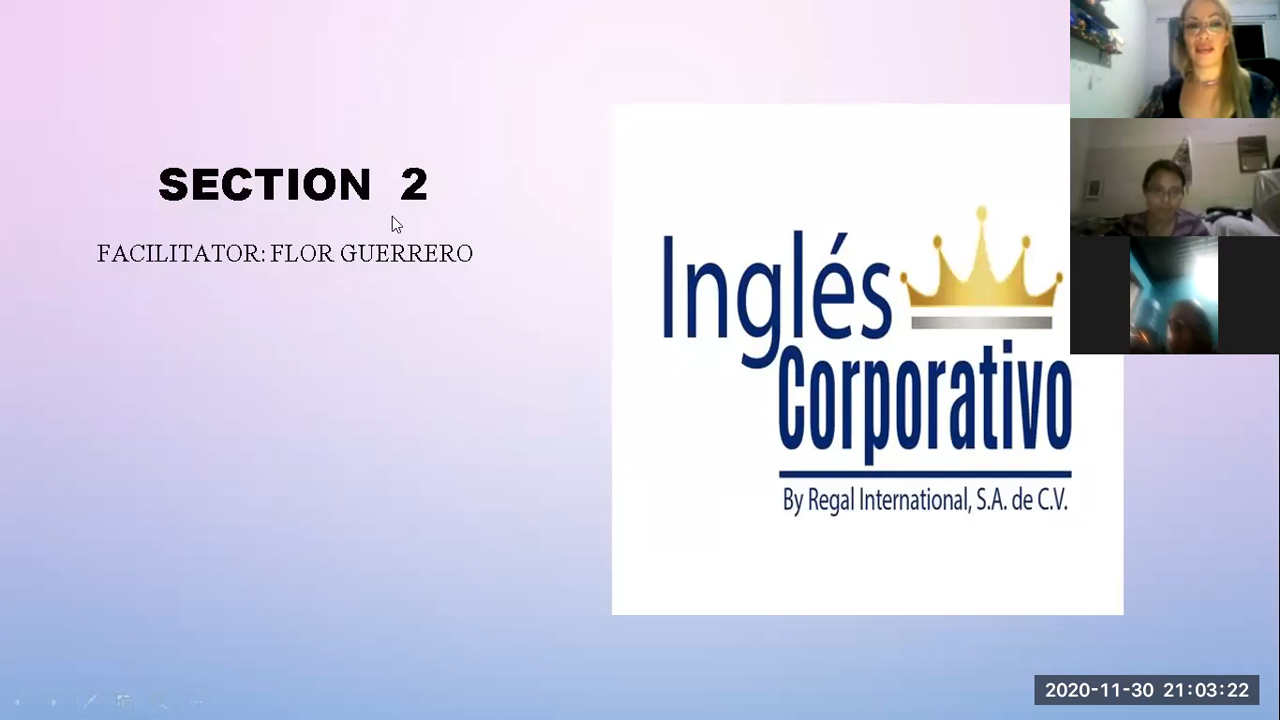 SECTION 2
FACILITATOR: FLOR GUERRERO
Inglés
Corporativo
By Regal International, S.A. de C.V.
2020-11-30 21:03:22